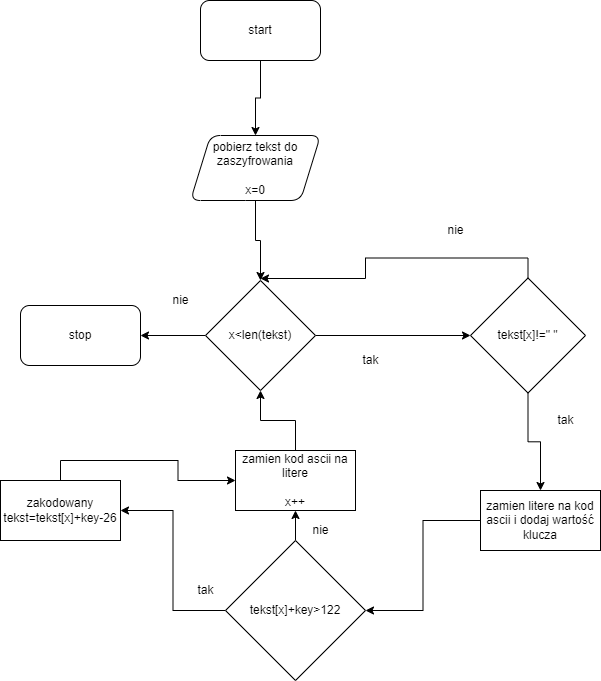 start
pobierz tekst do
zaszyfrowania
x=0
nie
nie
stop
x<len(tekst)
tekst[x]!=" "
tak
tak
zamien kod ascii na
litere
x++
zakodowany
tekst=tekst[x]+key-26
zamien litere na kod
ascii i dodaj wartość
klucza
nie
tak
tekst[x]+key>122